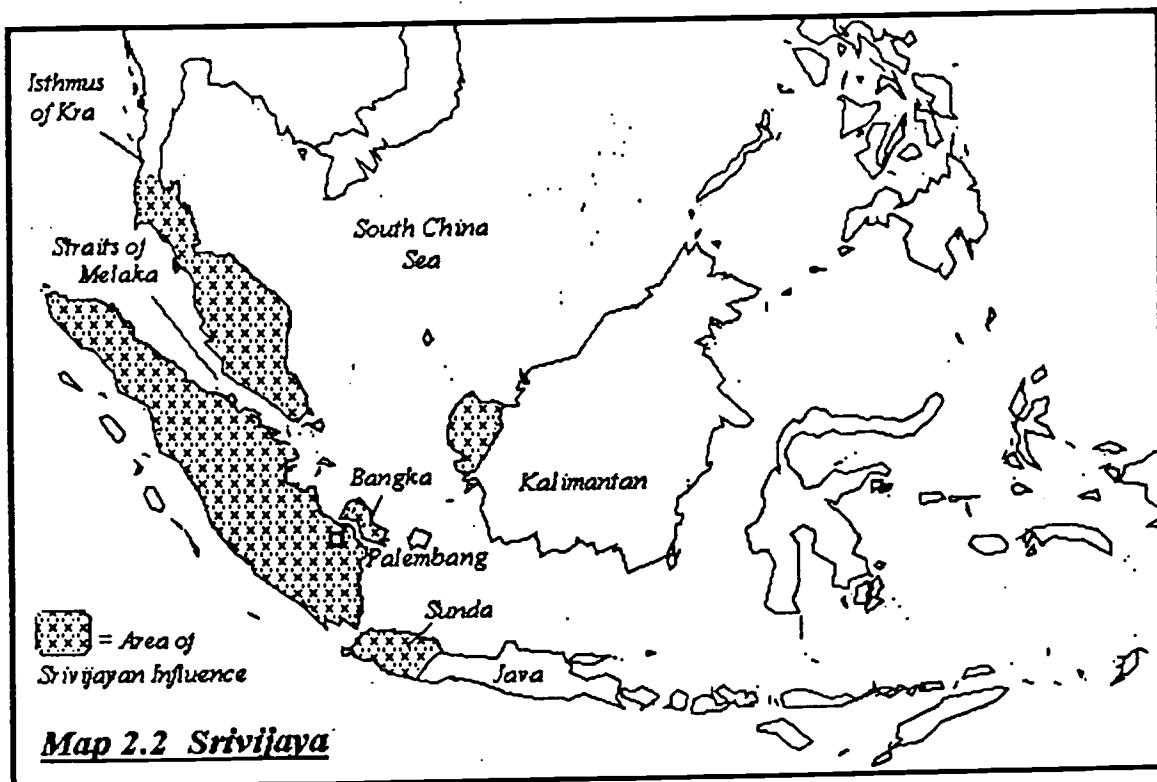 Isthmus
of Kra
South China
Sea
Straits of
Melaka
Bangka
Kalimantan
Palembang
Sunda
= Area of
Srivijayan Influence
Java
Map 2.2 Srivijaya